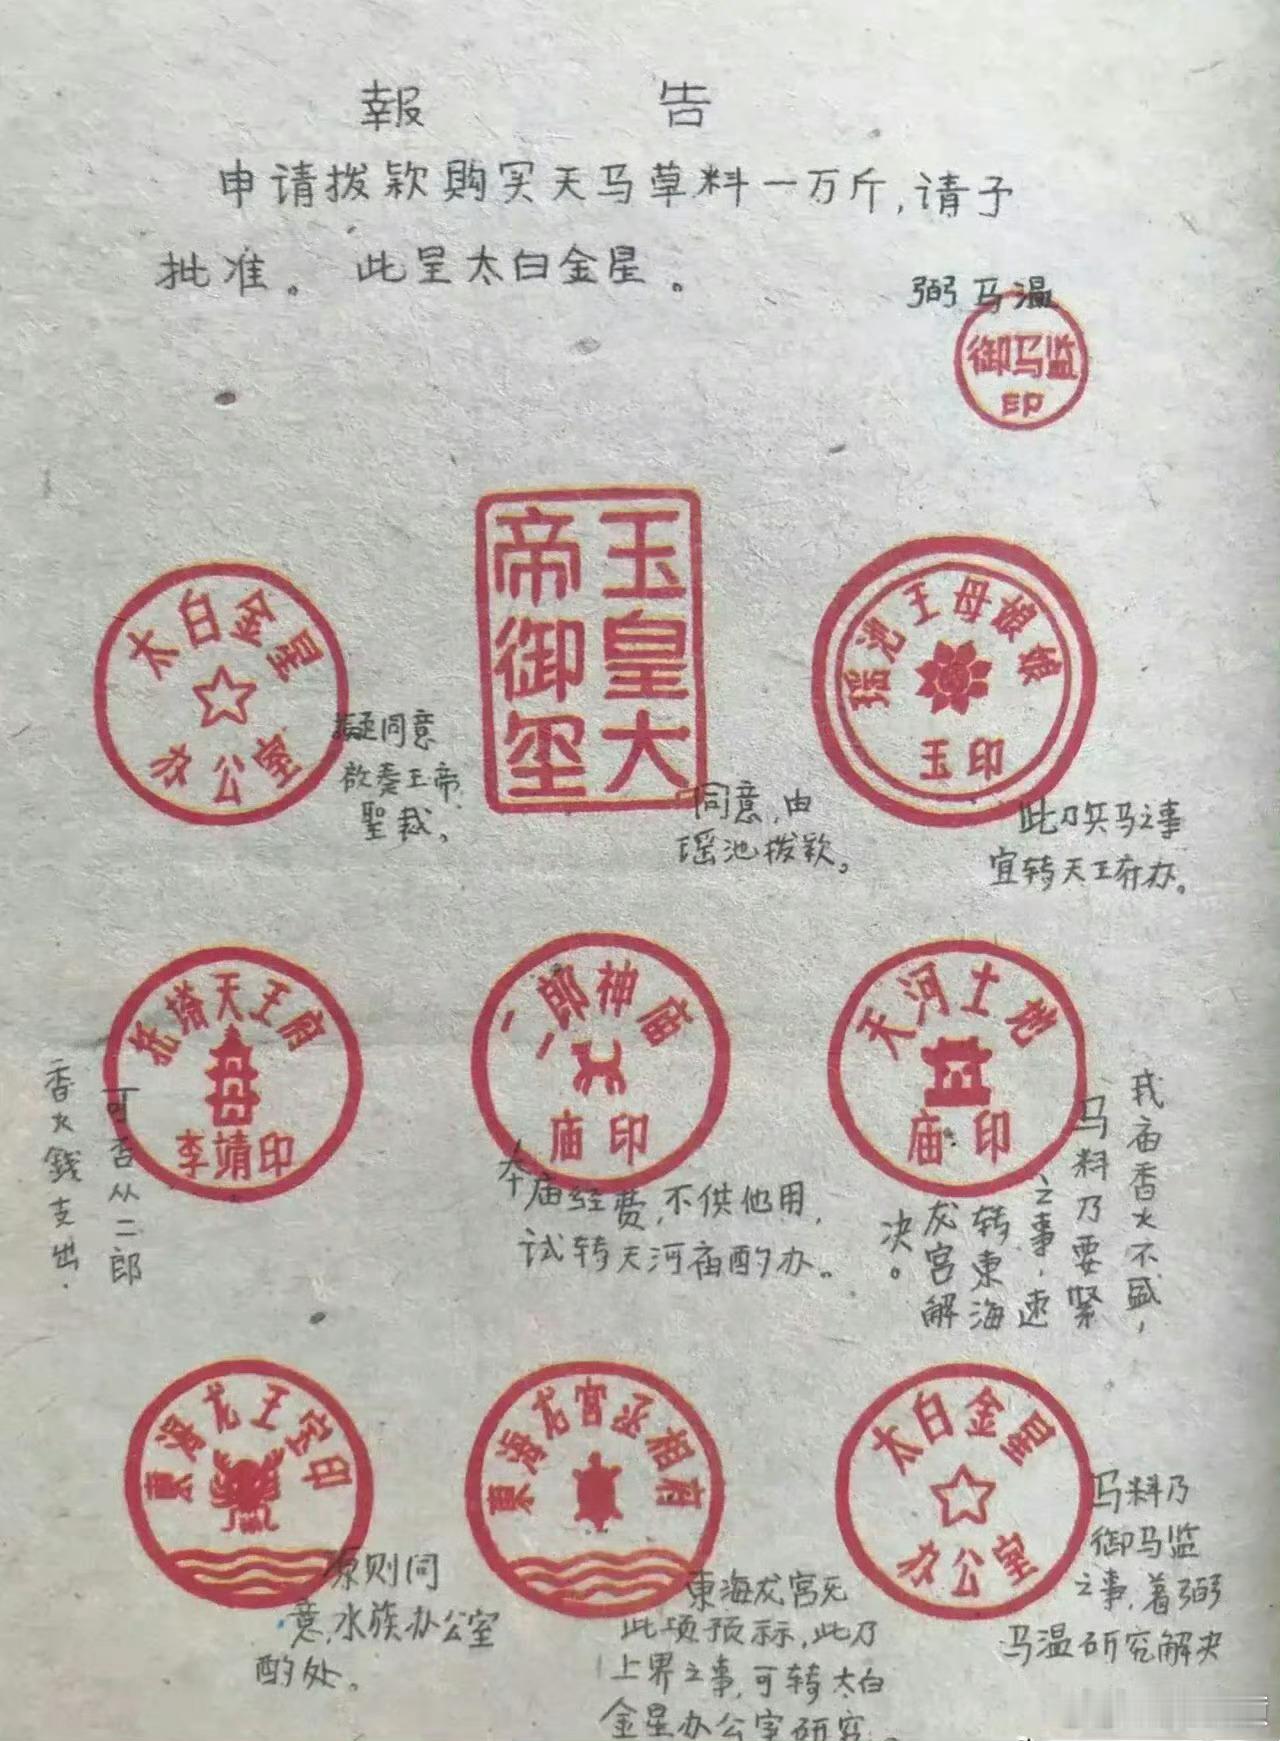 報 告
申请拨款购买天马草料一万斤,请予
批准。 此呈太白金星。
弼马温
御马监
印
太白金星
办公室
拟同意
啟奏玉帝
聖裁。
玉皇大
帝御玺
同意,由
瑶池拨款。
瑶池王母娘娘
玉印
此乃兵马之事
宜转天王府办。
托塔天王府
李靖印
可否从二郎
香火錢支出.
二郎神庙
庙印
本庙经费,不供他用,
试转天河庙酌办。
天河土地
庙印
我庙香火不盛,
马料乃要紧
之事,速
转東海
龙宫解
决。
東海龙王宝印
原则同
意,水族办公室
酌处。
東海龙宫丞相府
東海龙宫无
此项预标,此乃
上界之事,可转太白
金星办公室研究
太白金星
办公室
马料乃
御马监
之事,着弼
马温研究解决